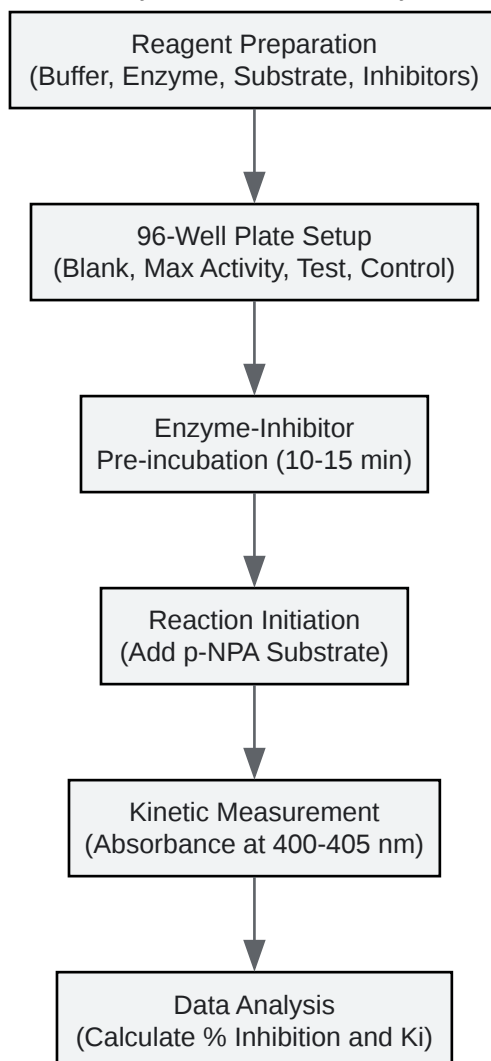 Reagent Preparation
(Buffer, Enzyme, Substrate, Inhibitors)
96-Well Plate Setup
(Blank, Max Activity, Test, Control)
Enzyme-Inhibitor
Pre-incubation (10-15 min)
Reaction Initiation
(Add p-NPA Substrate)
Kinetic Measurement
(Absorbance at 400-405 nm)
Data Analysis
(Calculate % Inhibition and Ki)